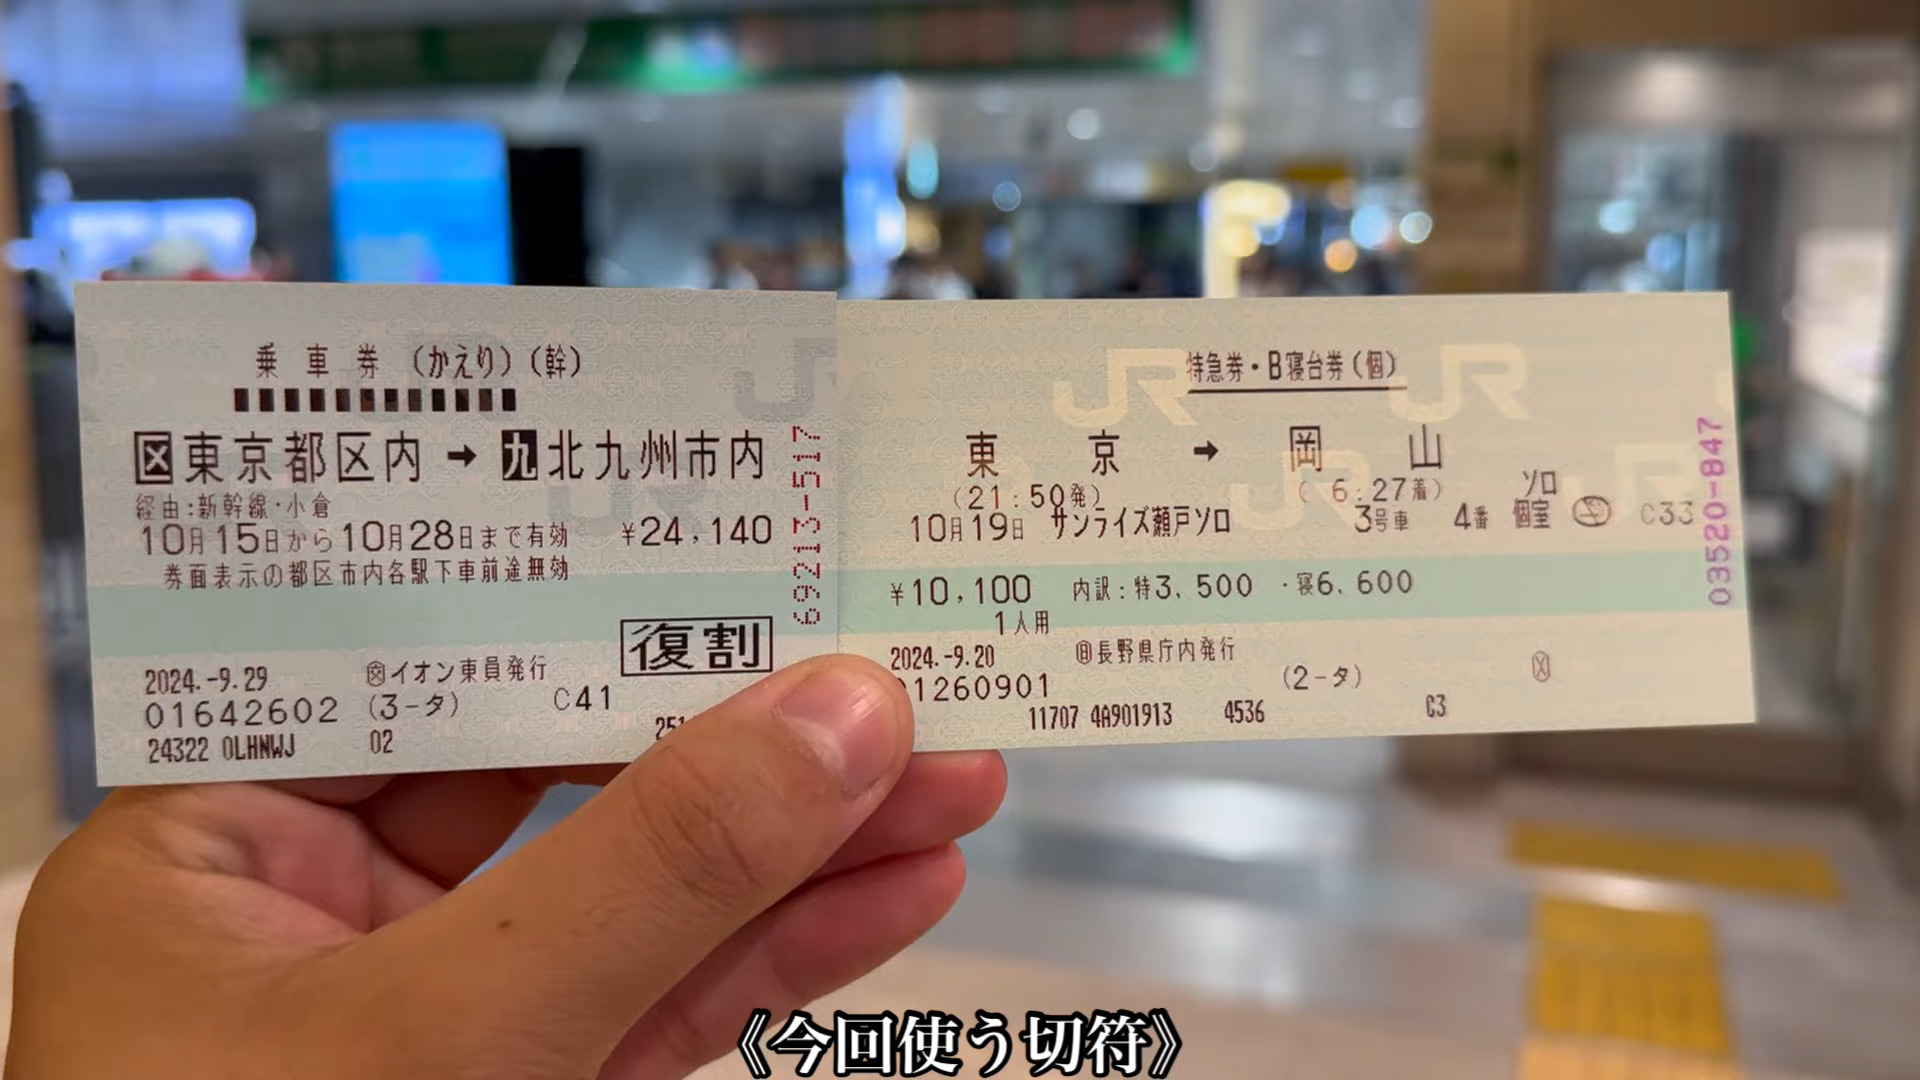 乗車券(かえり)(幹)
区東京都区内→九北九州市内
経由:新幹線・小倉
10月15日から10月28日まで有効 ¥24,140
券面表示の都区市内各駅下車前途無効
復割
2024.-9.29 イオン東員発行
01642602 (3-タ) C41
24322 0LHNWJ 02
69213-517
JR
特急券・B寝台券(個)
東京→岡山
(21:50発) (6:27着)
10月19日 サンライズ瀬戸ソロ 3号車 4番 ソロ個室 C33
¥10,100 内訳:特3,500・寝6,600
1人用
2024.-9.20 長野県庁内発行
01260901 (2-タ)
11707 4A901913 4536 C3
03520-847
《今回使う切符》